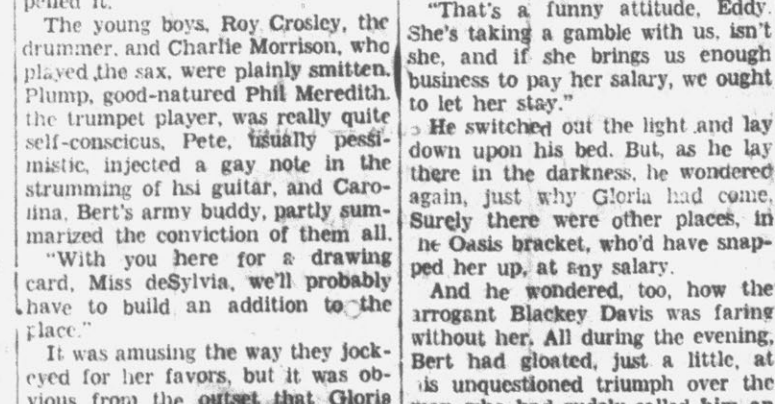 The young boys, Roy Crosley, the
drummer, and Charlie Morrison, who
played the sax, were plainly smitten.
Plump, good-natured Phil Meredith.
the trumpet player, was really quite
self-conscicus, Pete, usually pessi-
mistic, injected a gay note in the
strumming of hsi guitar, and Caro-
lina, Bert's army buddy, partly sum-
marized the conviction of them all.
"With you here for a drawing
card, Miss deSylvia, we'll probably
have to build an addition to the
place."
It was amusing the way they jock-
eyed for her favors, but it was ob-
vious from the outset that Gloria
"That's a funny attitude, Eddy.
She's taking a gamble with us, isn't
she, and if she brings us enough
business to pay her salary, we ought
to let her stay."
He switched out the light and lay
down upon his bed. But, as he lay
there in the darkness, he wondered
again, just why Gloria had come.
Surely there were other places, in
he Oasis bracket, who'd have snap-
ped her up, at any salary.
And he wondered, too, how the
arrogant Blackey Davis was faring
without her. All during the evening,
Bert had gloated, just a little, at
is unquestioned triumph over the